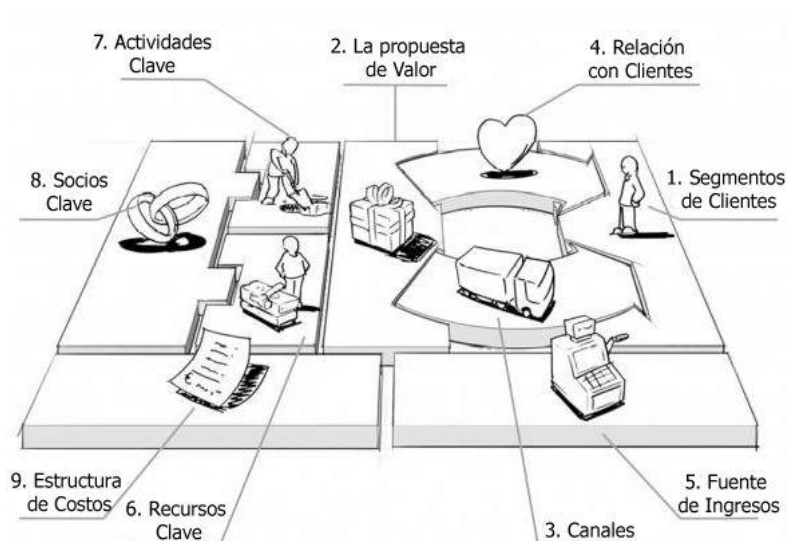 7. Actividades
Clave
2. La propuesta
de Valor
4. Relación
con Clientes
8. Socios
Clave
1. Segmentos
de Clientes
9. Estructura
de Costos
6. Recursos
Clave
3. Canales
5. Fuente
de Ingresos